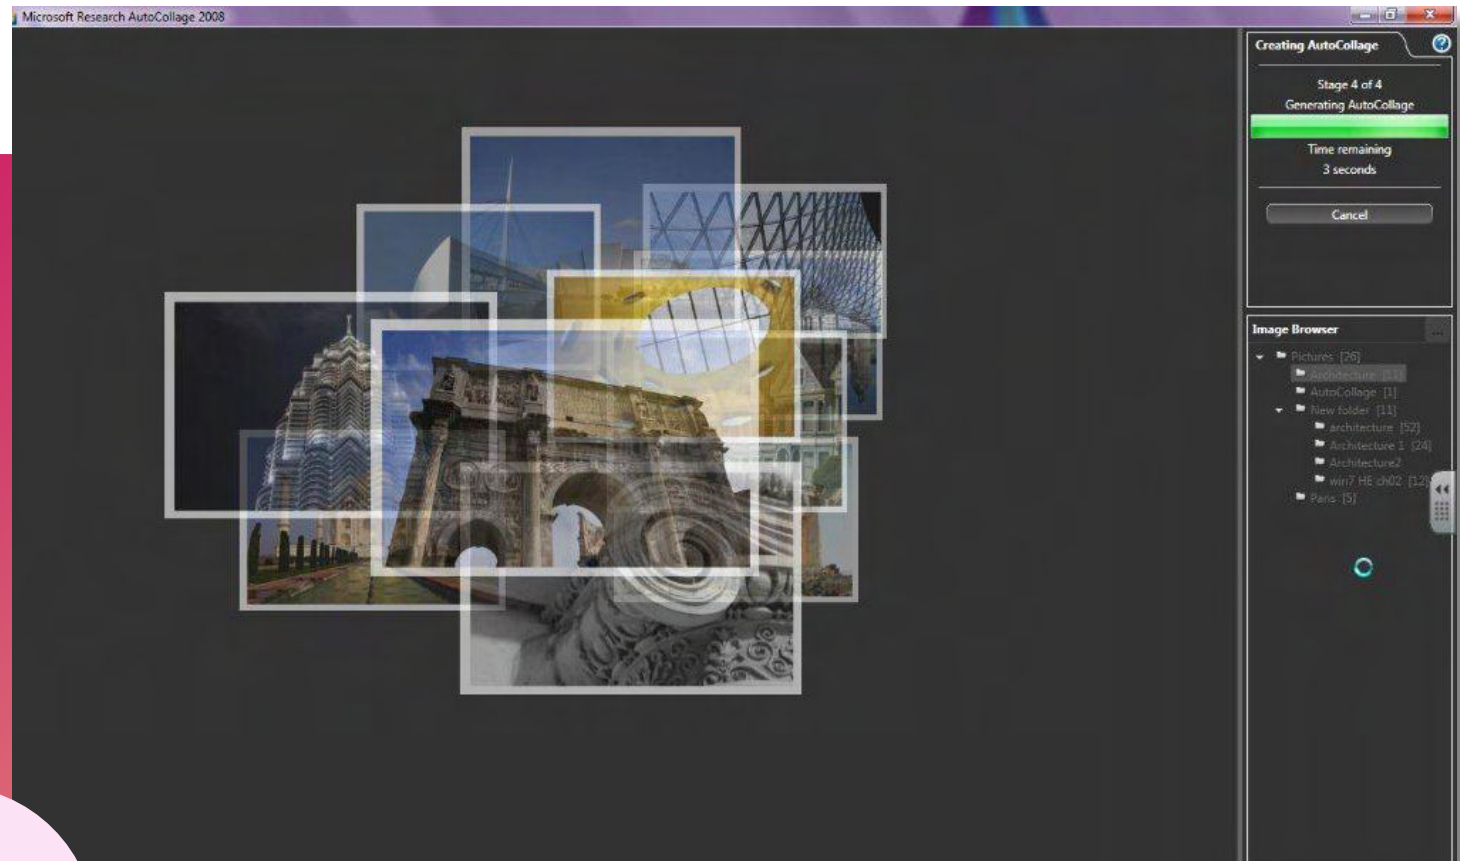 Microsoft Research AutoCollage 2008
Creating AutoCollage
Stage 4 of 4
Generating AutoCollage
Time remaining
3 seconds
Cancel
Image Browser
...
Pictures [26]
Architecture
AutoCollage [1]
New folder [11]
architecture [52]
Architecture 1 [24]
Architecture2
win7 HE ch02 [12]
Paris [5]